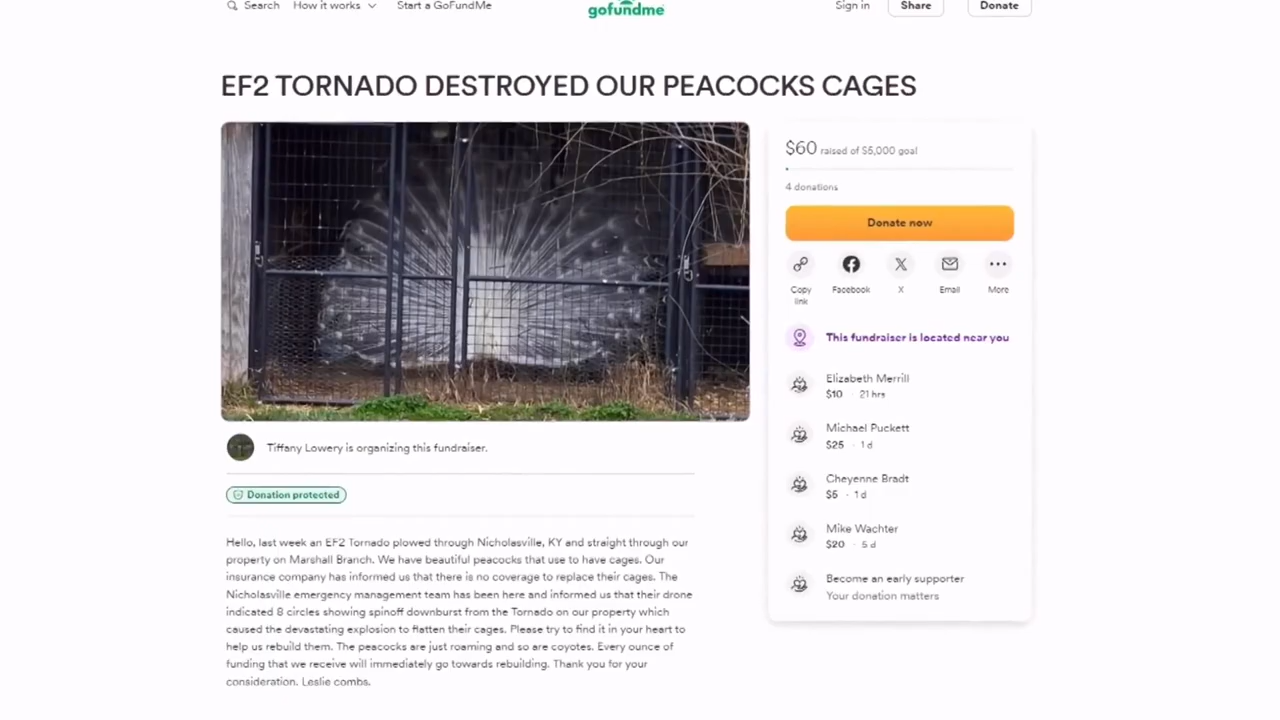 Search How it works Start a GoFundMe gofundme Sign in Share Donate
EF2 TORNADO DESTROYED OUR PEACOCKS CAGES
$60 raised of $5,000 goal
4 donations
Donate now
Copy link Facebook X Email More
This fundraiser is located near you
Elizabeth Merrill
$10 · 21 hrs
Michael Puckett
$25 · 1 d
Cheyenne Bradt
$5 · 1 d
Mike Wachter
$20 · 5 d
Become an early supporter
Your donation matters
Tiffany Lowery is organizing this fundraiser.
Donation protected
Hello, last week an EF2 Tornado plowed through Nicholasville, KY and straight through our
property on Marshall Branch. We have beautiful peacocks that use to have cages. Our
insurance company has informed us that there is no coverage to replace their cages. The
Nicholasville emergency management team has been here and informed us that their drone
indicated 8 circles showing spinoff downburst from the Tornado on our property which
caused the devastating explosion to flatten their cages. Please try to find it in your heart to
help us rebuild them. The peacocks are just roaming and so are coyotes. Every ounce of
funding that we receive will immediately go towards rebuilding. Thank you for your
consideration. Leslie combs.